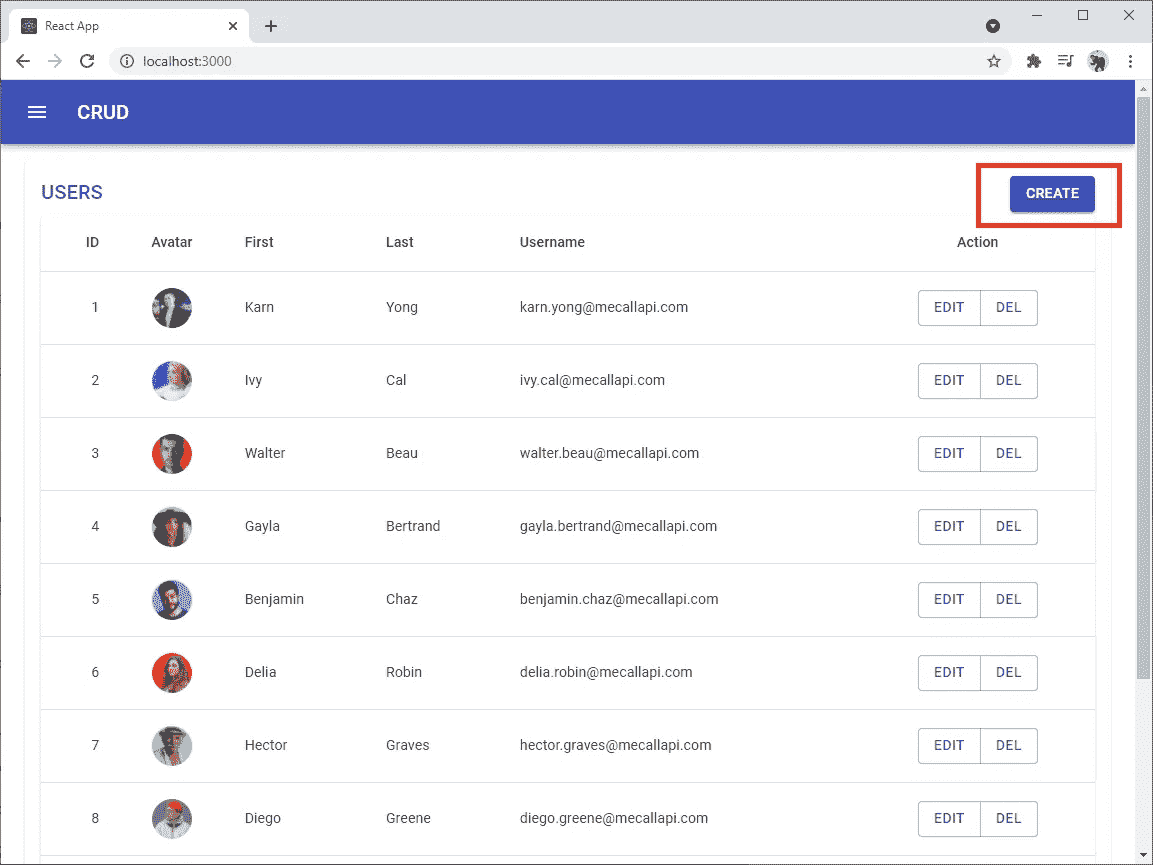 React App
localhost:3000
CRUD
USERS CREATE
ID Avatar First Last Username Action
1 Karn Yong karn.yong@mecallapi.com EDIT DEL
2 Ivy Cal ivy.cal@mecallapi.com EDIT DEL
3 Walter Beau walter.beau@mecallapi.com EDIT DEL
4 Gayla Bertrand gayla.bertrand@mecallapi.com EDIT DEL
5 Benjamin Chaz benjamin.chaz@mecallapi.com EDIT DEL
6 Delia Robin delia.robin@mecallapi.com EDIT DEL
7 Hector Graves hector.graves@mecallapi.com EDIT DEL
8 Diego Greene diego.greene@mecallapi.com EDIT DEL